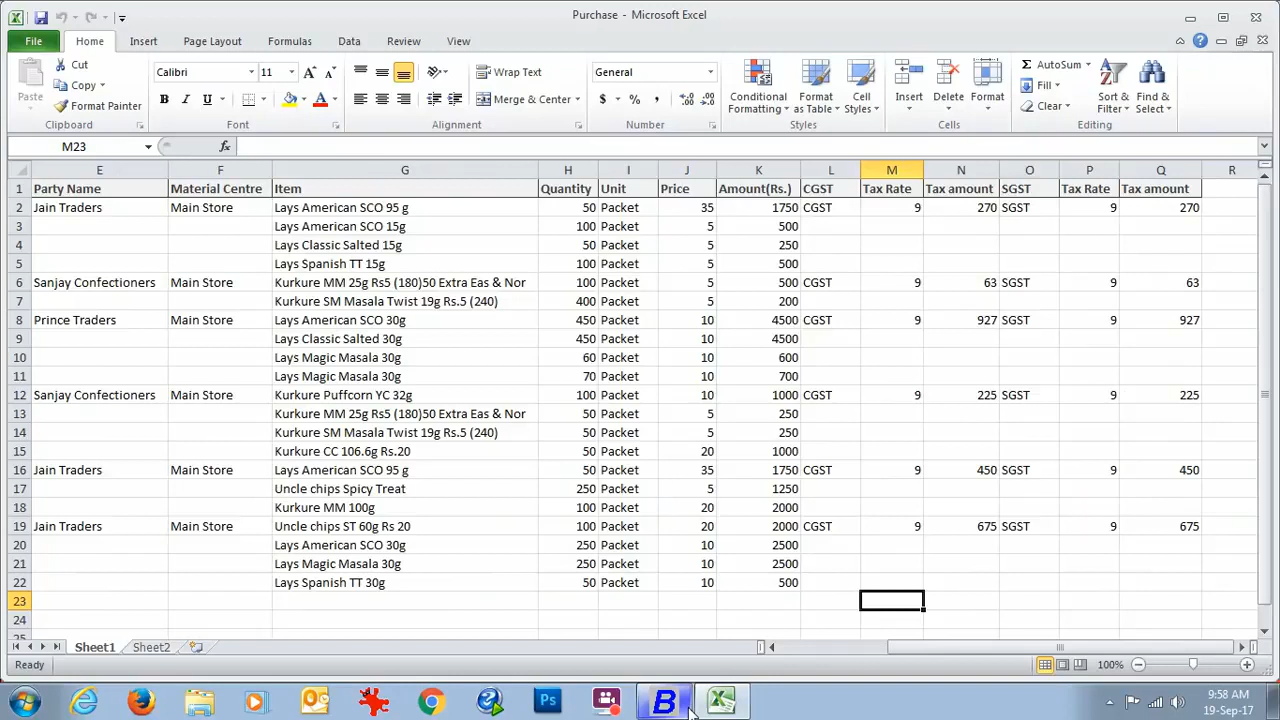 Purchase - Microsoft Excel
File Home Insert Page Layout Formulas Data Review View
Paste Cut Copy Format Painter Clipboard
Calibri 11 B I U A A A Font
Wrap Text Merge & Center Alignment
General $ % , Number
Conditional Formatting Format as Table Cell Styles Styles
Insert Delete Format Cells
Σ AutoSum Fill Clear Sort & Filter Find & Select Editing
M23 fx
E F G H I J K L M N O P Q R
1 Party Name Material Centre Item Quantity Unit Price Amount(Rs.) CGST Tax Rate Tax amount SGST Tax Rate Tax amount
2 Jain Traders Main Store Lays American SCO 95 g 50 Packet 35 1750 CGST 9 270 SGST 9 270
3 Lays American SCO 15g 100 Packet 5 500
4 Lays Classic Salted 15g 50 Packet 5 250
5 Lays Spanish TT 15g 100 Packet 5 500
6 Sanjay Confectioners Main Store Kurkure MM 25g Rs5 (180)50 Extra Eas & Nor 100 Packet 5 500 CGST 9 63 SGST 9 63
7 Kurkure SM Masala Twist 19g Rs.5 (240) 400 Packet 5 200
8 Prince Traders Main Store Lays American SCO 30g 450 Packet 10 4500 CGST 9 927 SGST 9 927
9 Lays Classic Salted 30g 450 Packet 10 4500
10 Lays Magic Masala 30g 60 Packet 10 600
11 Lays Magic Masala 30g 70 Packet 10 700
12 Sanjay Confectioners Main Store Kurkure Puffcorn YC 32g 100 Packet 10 1000 CGST 9 225 SGST 9 225
13 Kurkure MM 25g Rs5 (180)50 Extra Eas & Nor 50 Packet 5 250
14 Kurkure SM Masala Twist 19g Rs.5 (240) 50 Packet 5 250
15 Kurkure CC 106.6g Rs.20 50 Packet 20 1000
16 Jain Traders Main Store Lays American SCO 95 g 50 Packet 35 1750 CGST 9 450 SGST 9 450
17 Uncle chips Spicy Treat 250 Packet 5 1250
18 Kurkure MM 100g 100 Packet 20 2000
19 Jain Traders Main Store Uncle chips ST 60g Rs 20 100 Packet 20 2000 CGST 9 675 SGST 9 675
20 Lays American SCO 30g 250 Packet 10 2500
21 Lays Magic Masala 30g 250 Packet 10 2500
22 Lays Spanish TT 30g 50 Packet 10 500
23
24
25
Sheet1 Sheet2
Ready 100%
Ps B
9:58 AM
19-Sep-17